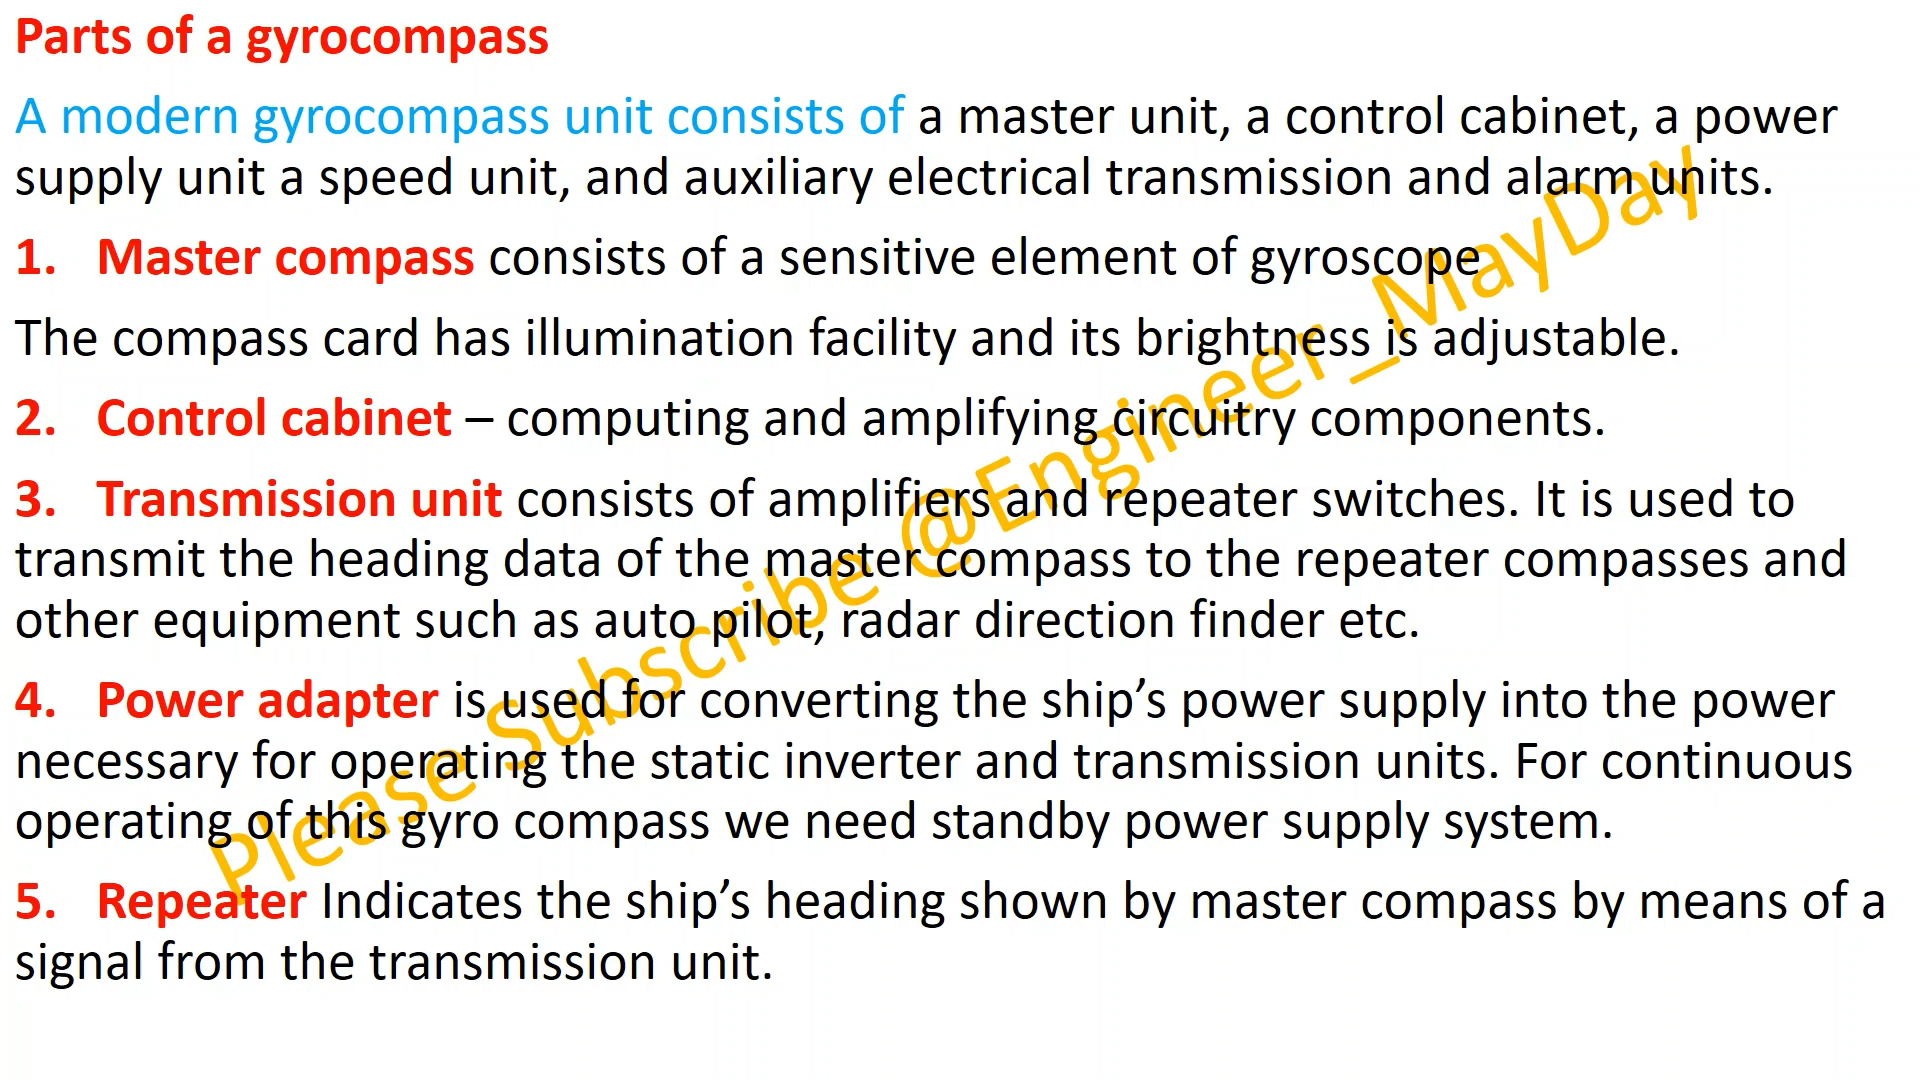 Parts of a gyrocompass
A modern gyrocompass unit consists of a master unit, a control cabinet, a power
supply unit a speed unit, and auxiliary electrical transmission and alarm units.
1. Master compass consists of a sensitive element of gyroscope
The compass card has illumination facility and its brightness is adjustable.
2. Control cabinet – computing and amplifying circuitry components.
3. Transmission unit consists of amplifiers and repeater switches. It is used to
transmit the heading data of the master compass to the repeater compasses and
other equipment such as auto pilot, radar direction finder etc.
4. Power adapter is used for converting the ship’s power supply into the power
necessary for operating the static inverter and transmission units. For continuous
operating of this gyro compass we need standby power supply system.
5. Repeater Indicates the ship’s heading shown by master compass by means of a
signal from the transmission unit.
Please Subscribe @Engineer_MayDay